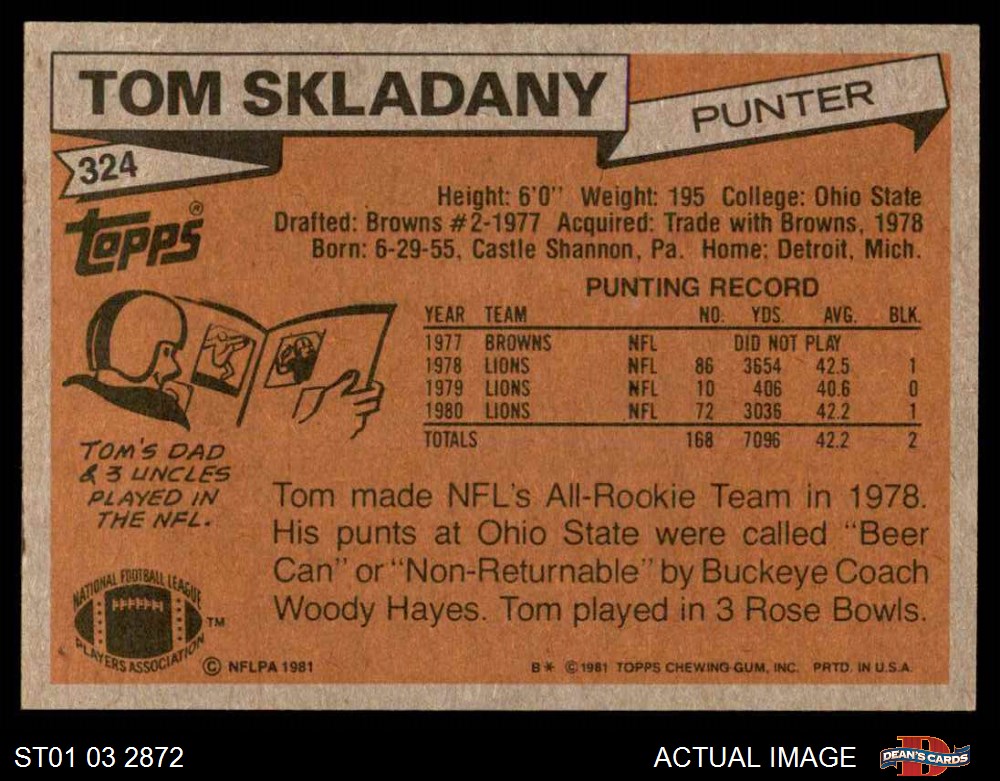 TOM SKLADANY
PUNTER
324
Topps®
Height: 6'0" Weight: 195 College: Ohio State
Drafted: Browns #2-1977 Acquired: Trade with Browns, 1978
Born: 6-29-55, Castle Shannon, Pa. Home: Detroit, Mich.
PUNTING RECORD
YEAR TEAM NO. YDS. AVG. BLK.
1977 BROWNS NFL DID NOT PLAY
1978 LIONS NFL 86 3654 42.5 1
1979 LIONS NFL 10 406 40.6 0
1980 LIONS NFL 72 3036 42.2 1
TOTALS 168 7096 42.2 2
TOM'S DAD
& 3 UNCLES
PLAYED IN
THE NFL.
Tom made NFL's All-Rookie Team in 1978.
His punts at Ohio State were called "Beer
Can" or "Non-Returnable" by Buckeye Coach
Woody Hayes. Tom played in 3 Rose Bowls.
NATIONAL FOOTBALL LEAGUE
PLAYERS ASSOCIATION
TM
© NFLPA 1981
B* © 1981 TOPPS CHEWING GUM, INC. PRTD. IN U.S.A.
ST01 03 2872
ACTUAL IMAGE
DEAN'S CARDS